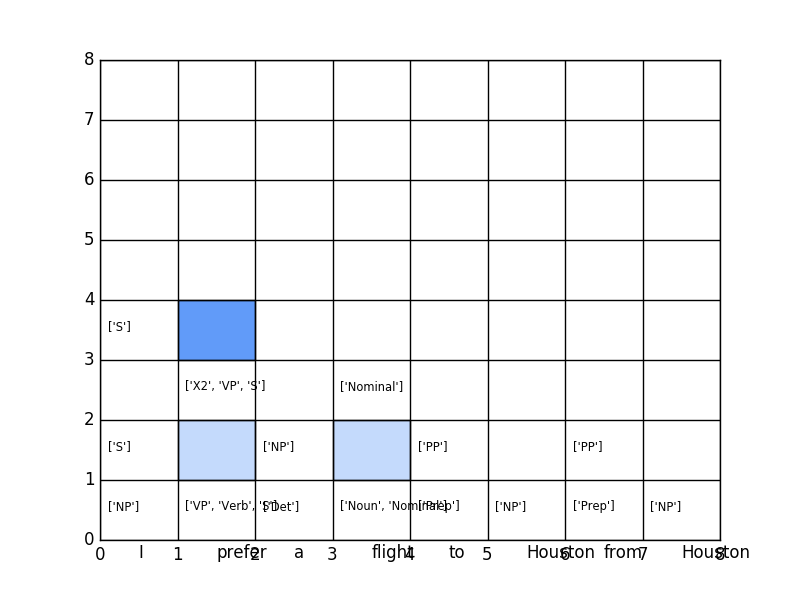 8
7
6
5
4
['S']
3
['X2', 'VP', 'S'] ['Nominal']
2
['S'] ['NP'] ['PP'] ['PP']
1
['NP'] ['VP', 'Verb', 'S'] ['Det'] ['Noun', 'Nominal'] ['Prep'] ['NP'] ['Prep'] ['NP']
0
0 1 2 3 4 5 6 7 8
I prefer a flight to Houston from Houston